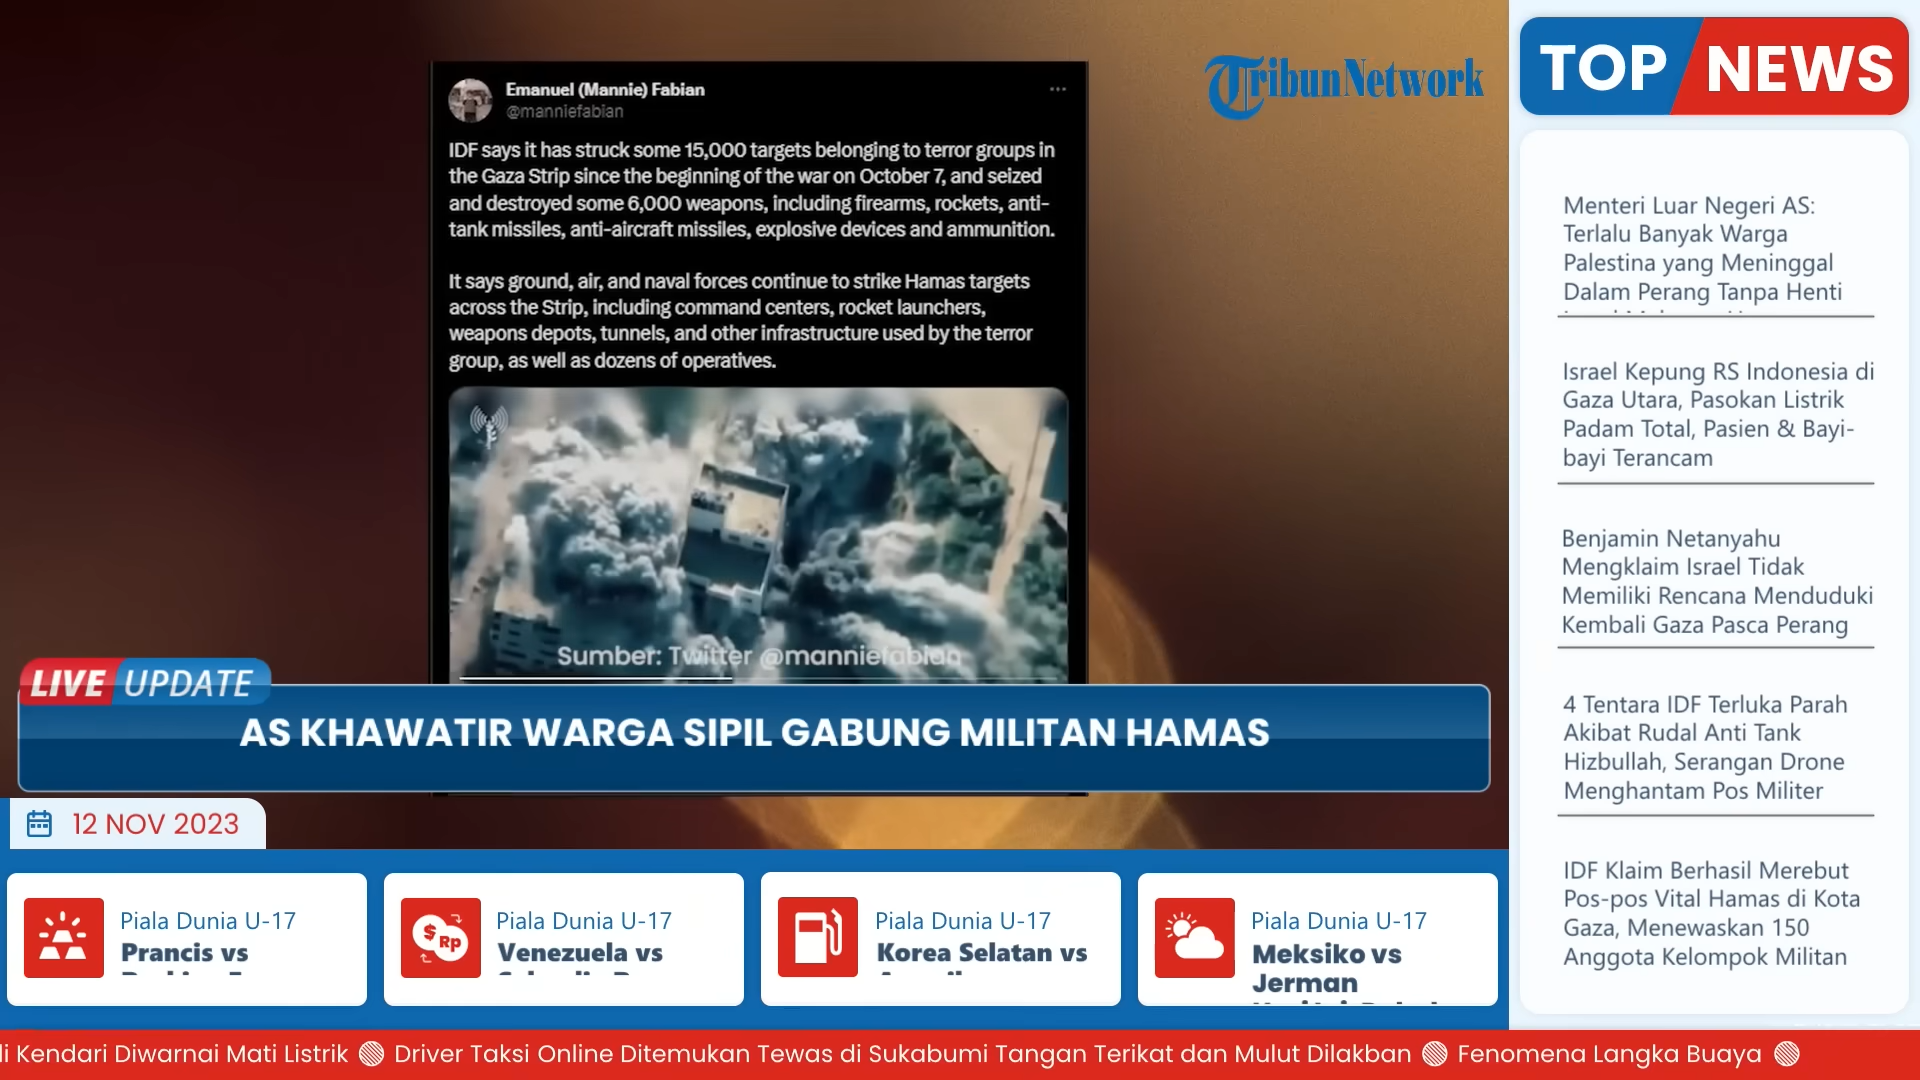 Emanuel (Mannie) Fabian
@manniefabian
IDF says it has struck some 15,000 targets belonging to terror groups in
the Gaza Strip since the beginning of the war on October 7, and seized
and destroyed some 6,000 weapons, including firearms, rockets, anti-
tank missiles, anti-aircraft missiles, explosive devices and ammunition.
It says ground, air, and naval forces continue to strike Hamas targets
across the Strip, including command centers, rocket launchers,
weapons depots, tunnels, and other infrastructure used by the terror
group, as well as dozens of operatives.
Sumber: Twitter @manniefabian
TribunNetwork
LIVE UPDATE
AS KHAWATIR WARGA SIPIL GABUNG MILITAN HAMAS
12 NOV 2023
Piala Dunia U-17
Prancis vs
Piala Dunia U-17
Venezuela vs
Piala Dunia U-17
Korea Selatan vs
Piala Dunia U-17
Meksiko vs
Jerman
TOP NEWS
Menteri Luar Negeri AS:
Terlalu Banyak Warga
Palestina yang Meninggal
Dalam Perang Tanpa Henti
Israel Kepung RS Indonesia di
Gaza Utara, Pasokan Listrik
Padam Total, Pasien & Bayi-
bayi Terancam
Benjamin Netanyahu
Mengklaim Israel Tidak
Memiliki Rencana Menduduki
Kembali Gaza Pasca Perang
4 Tentara IDF Terluka Parah
Akibat Rudal Anti Tank
Hizbullah, Serangan Drone
Menghantam Pos Militer
IDF Klaim Berhasil Merebut
Pos-pos Vital Hamas di Kota
Gaza, Menewaskan 150
Anggota Kelompok Militan
Kendari Diwarnai Mati Listrik Driver Taksi Online Ditemukan Tewas di Sukabumi Tangan Terikat dan Mulut Dilakban Fenomena Langka Buaya